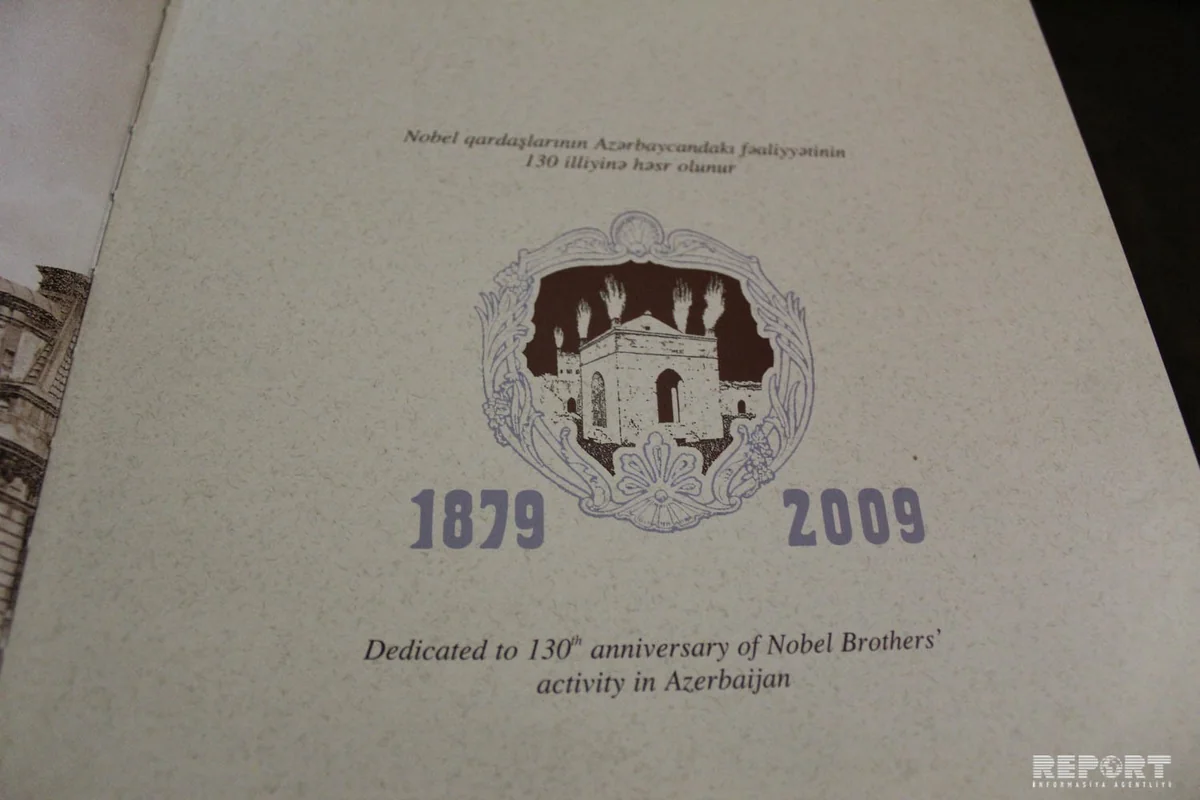 Nobel qardaşlarının Azərbaycandakı fəaliyyətinin
130 illiyinə həsr olunur
1879 2009
Dedicated to 130th anniversary of Nobel Brothers'
activity in Azerbaijan
REPORT
İNFORMASİYA AGENTLİYİ